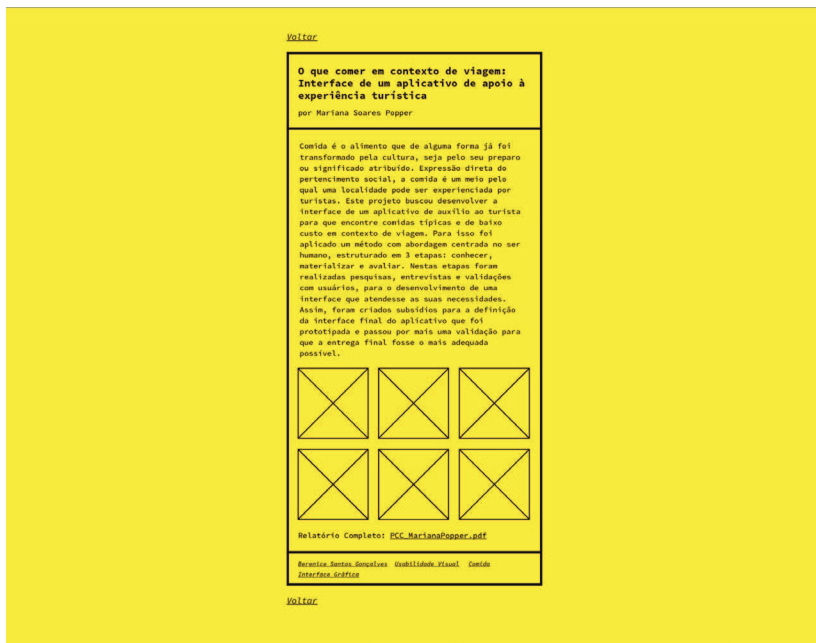 Voltar
O que comer em contexto de viagem:
Interface de um aplicativo de apoio à
experiência turística
por Mariana Soares Popper
Comida é o alimento que de alguma forma já foi
transformado pela cultura, seja pelo seu preparo
ou significado atribuído. Expressão direta do
pertencimento social, a comida é um meio pelo
qual uma localidade pode ser experienciada por
turistas. Este projeto buscou desenvolver a
interface de um aplicativo de auxílio ao turista
para que encontre comidas típicas e de baixo
custo em contexto de viagem. Para isso foi
aplicado um método com abordagem centrada no ser
humano, estruturado em 3 etapas: conhecer,
materializar e avaliar. Nestas etapas foram
realizadas pesquisas, entrevistas e validações
com usuários, para o desenvolvimento de uma
interface que atendesse as suas necessidades.
Assim, foram criados subsídios para a definição
da interface final do aplicativo que foi
prototipada e passou por mais uma validação para
que a entrega final fosse o mais adequada
possível.
Relatório Completo: PCC_MarianaPopper.pdf
Berenice Santos Gonçalves Usabilidade Visual Comida
Interface Gráfica
Voltar